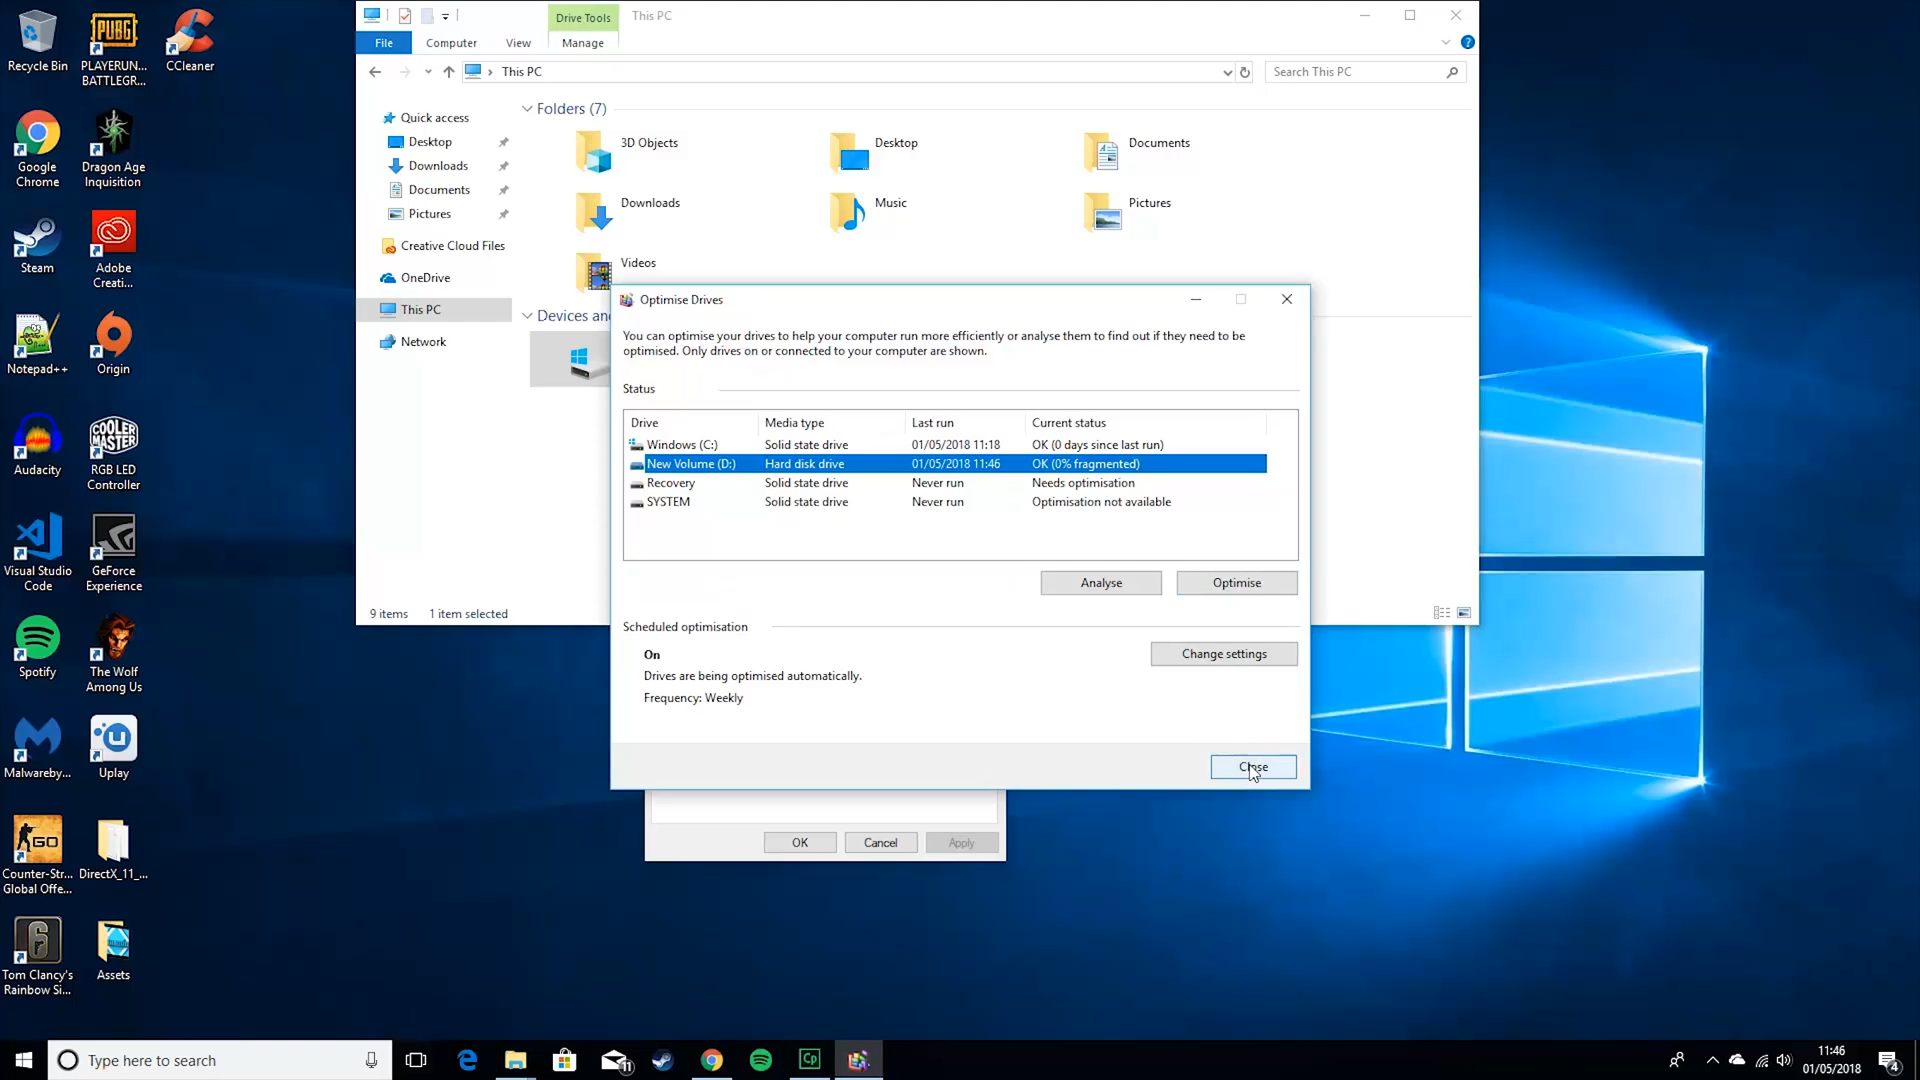 Recycle Bin
PLAYERUN...
BATTLEGR...
CCleaner
Google
Chrome
Dragon Age
Inquisition
Steam
Adobe
Creati...
Notepad++
Origin
Audacity
RGB LED
Controller
COOLER
MASTER
Visual Studio
Code
GeForce
Experience
Spotify
The Wolf
Among Us
Malwareby...
Uplay
Counter-Str...
Global Offe...
DirectX_11_...
Tom Clancy's
Rainbow Si...
Assets
PUBG
GO
6
Drive Tools
This PC
File
Computer
View
Manage
This PC
Search This PC
Quick access
Desktop
Downloads
Documents
Pictures
Creative Cloud Files
OneDrive
This PC
Network
Folders (7)
3D Objects
Desktop
Documents
Downloads
Music
Pictures
Videos
Devices an
9 items
1 item selected
Optimise Drives
You can optimise your drives to help your computer run more efficiently or analyse them to find out if they need to be
optimised. Only drives on or connected to your computer are shown.
Status
Drive Media type Last run Current status
Windows (C:) Solid state drive 01/05/2018 11:18 OK (0 days since last run)
New Volume (D:) Hard disk drive 01/05/2018 11:46 OK (0% fragmented)
Recovery Solid state drive Never run Needs optimisation
SYSTEM Solid state drive Never run Optimisation not available
Analyse
Optimise
Scheduled optimisation
On
Change settings
Drives are being optimised automatically.
Frequency: Weekly
Close
OK
Cancel
Apply
Type here to search
11
Cp
11:46
01/05/2018
4